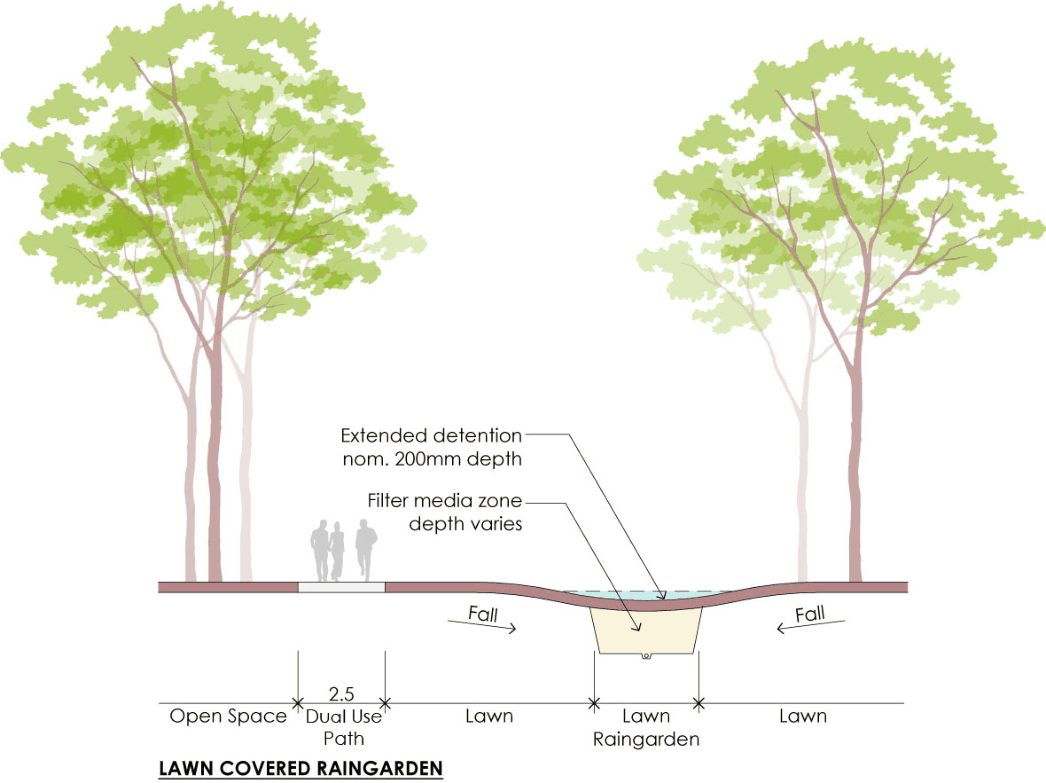 Extended detention
nom. 200mm depth
Filter media zone
depth varies
Fall
Fall
2.5
Open Space
Dual Use
Path
Lawn
Lawn
Raingarden
Lawn
LAWN COVERED RAINGARDEN